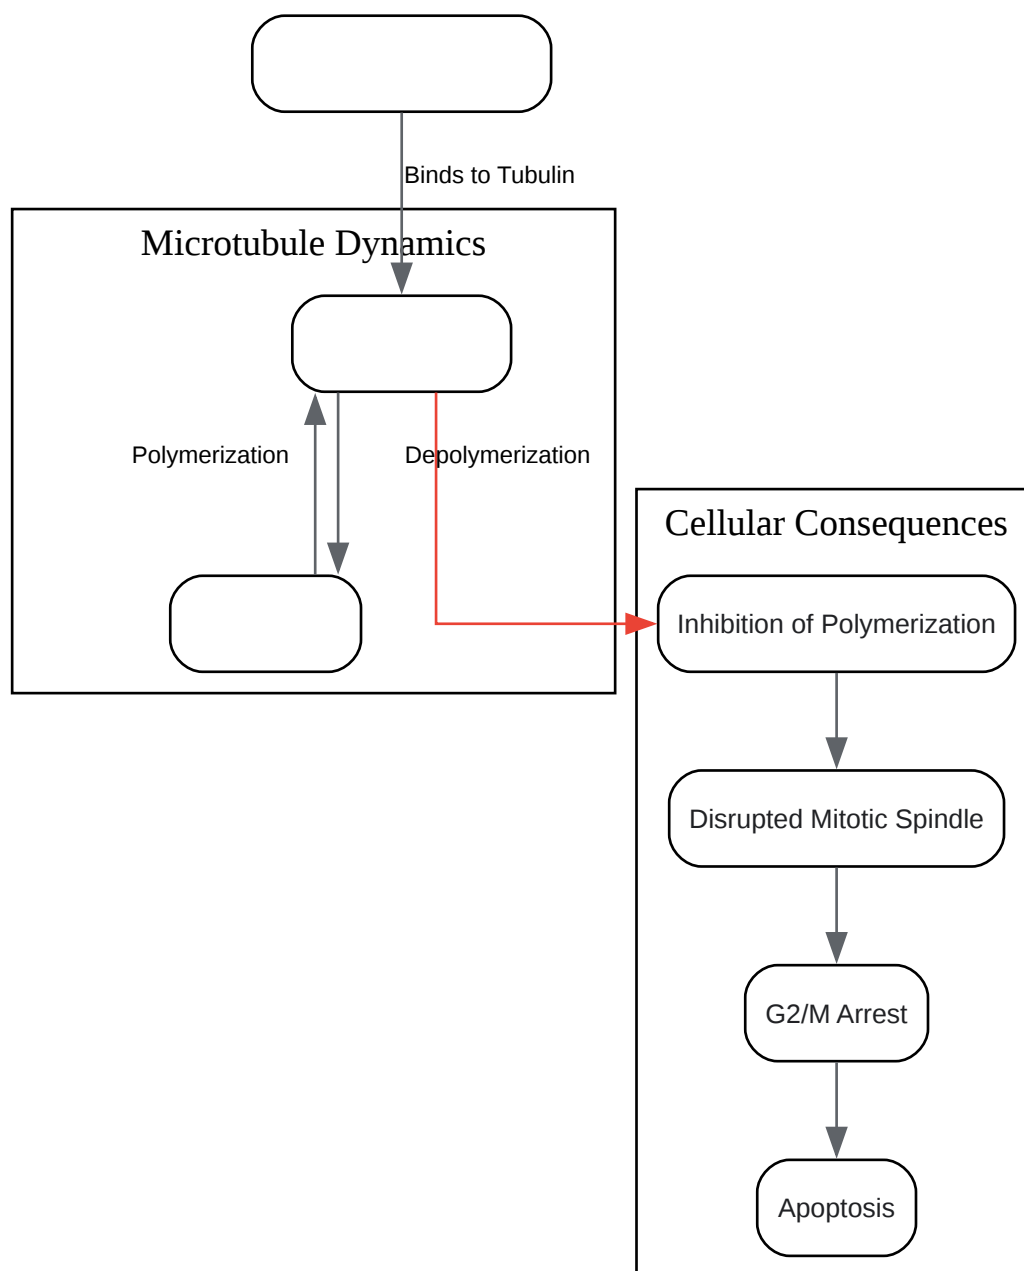 Binds to Tubulin
Microtubule Dynamics
Polymerization
Depolymerization
Cellular Consequences
Inhibition of Polymerization
Disrupted Mitotic Spindle
G2/M Arrest
Apoptosis